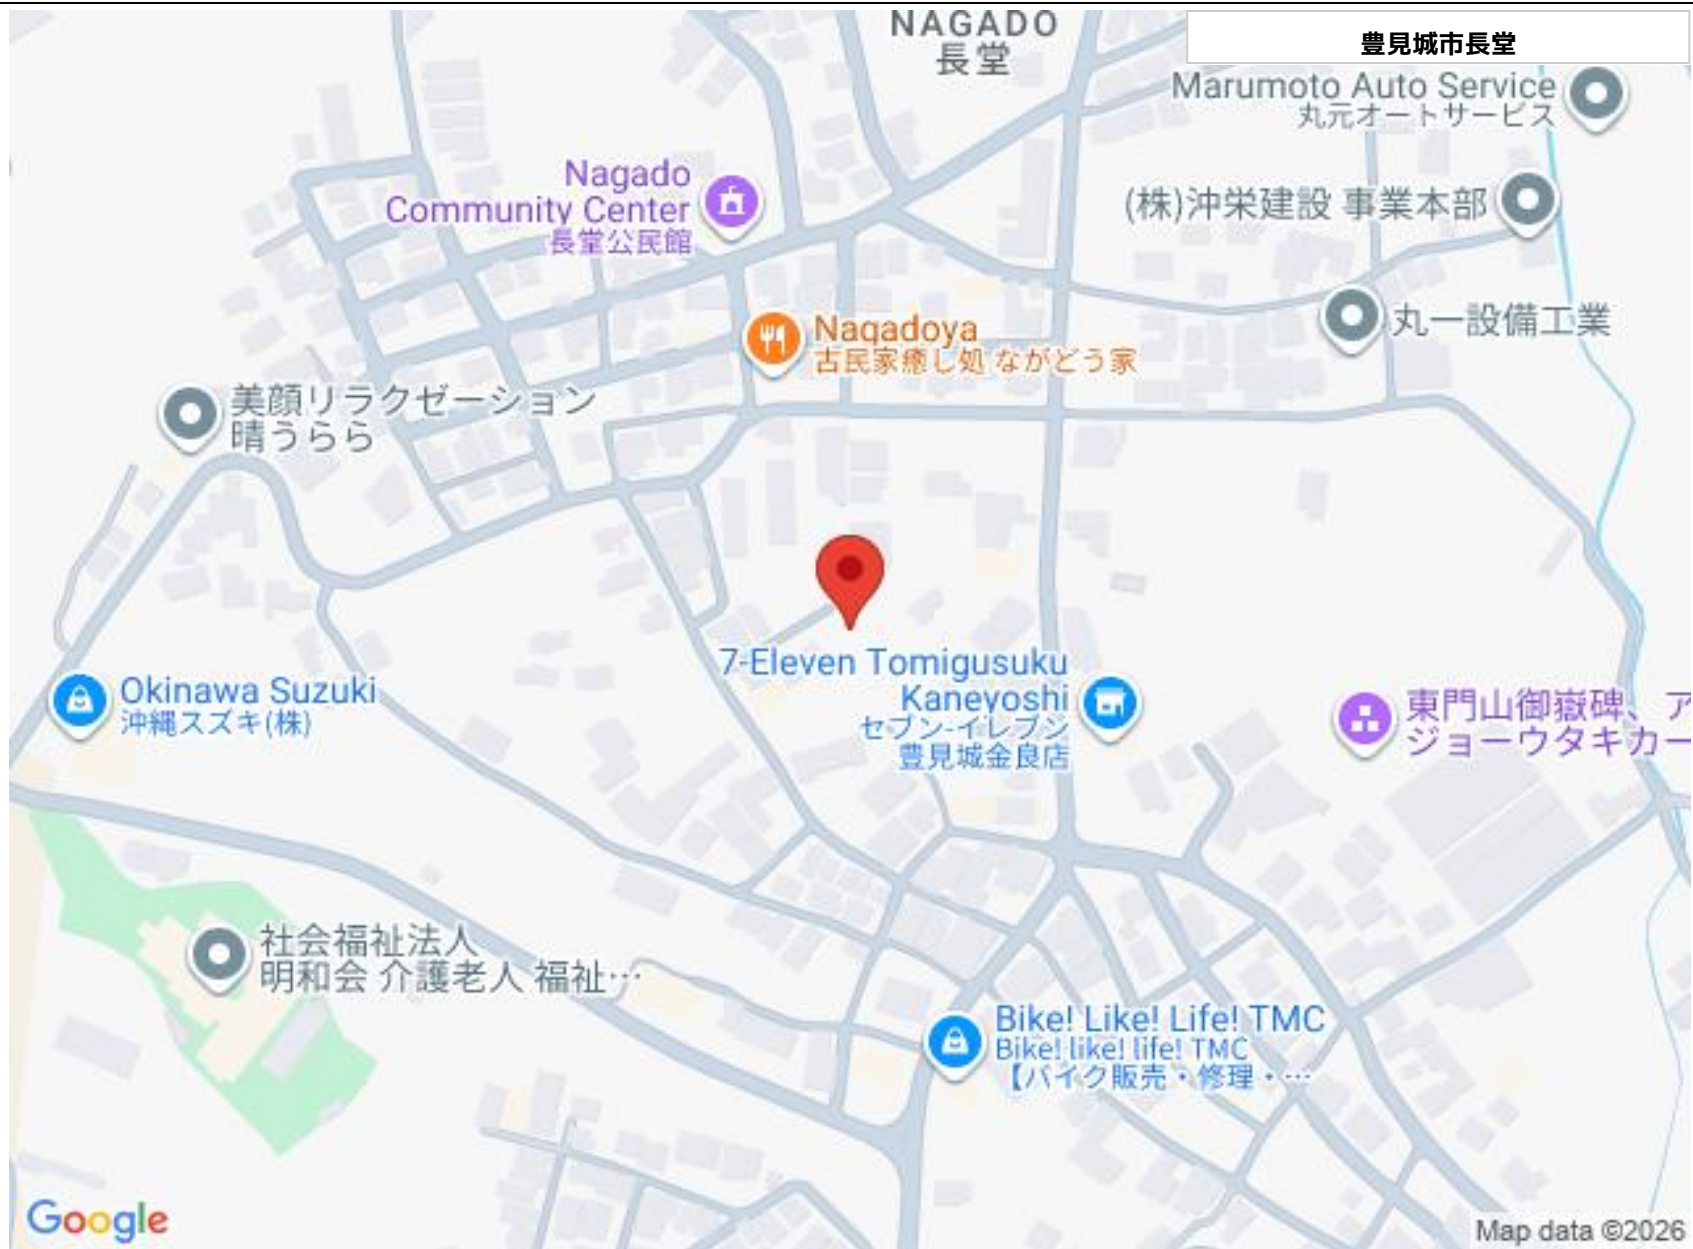 NAGADO
長堂
豊見城市長堂
Marumoto Auto Service
丸元オートサービス
Nagado
Community Center
長堂公民館
(株)沖栄建設 事業本部
Nagadoya
古民家癒し処 ながどう家
丸一設備工業
美顔リラクゼーション
晴うらら
7-Eleven Tomigusuku
Kaneyoshi
セブン-イレブン
豊見城金良店
Okinawa Suzuki
沖縄スズキ(株)
東門山御嶽碑、ア
ジョーウタキカー
社会福祉法人
明和会 介護老人 福祉…
Bike! Like! Life! TMC
Bike! like! life! TMC
【バイク販売・修理・…
Google
Map data ©2026